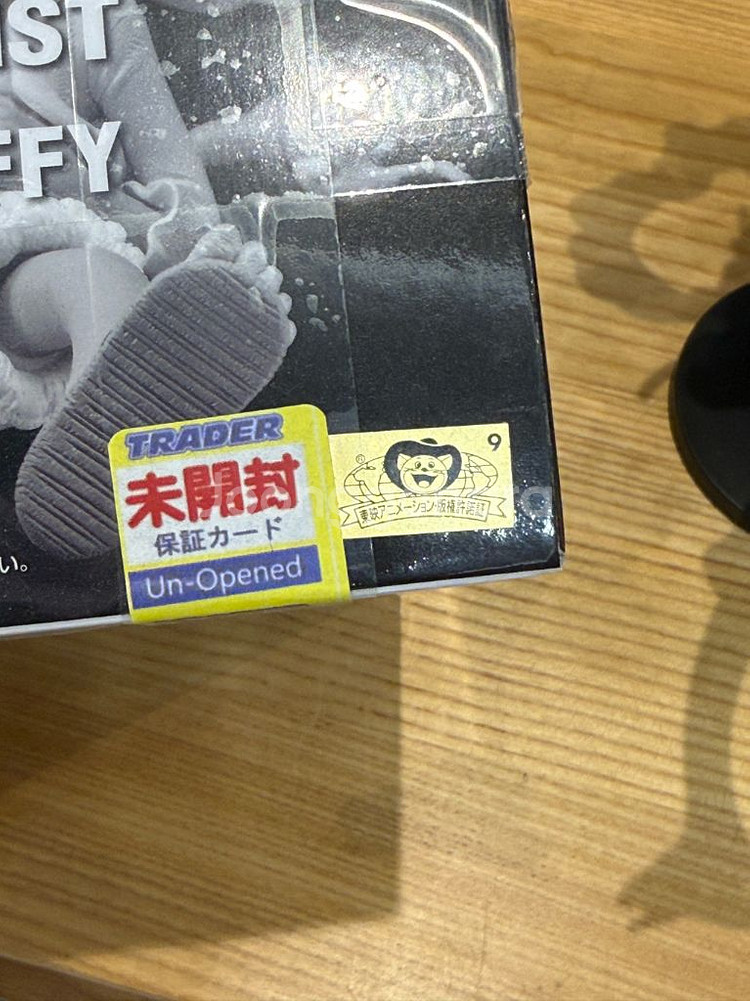 IST
FFY
TRADER
未開封
保証カード
Un-Opened
9
®
東映アニメーション・版権許諾証
い。